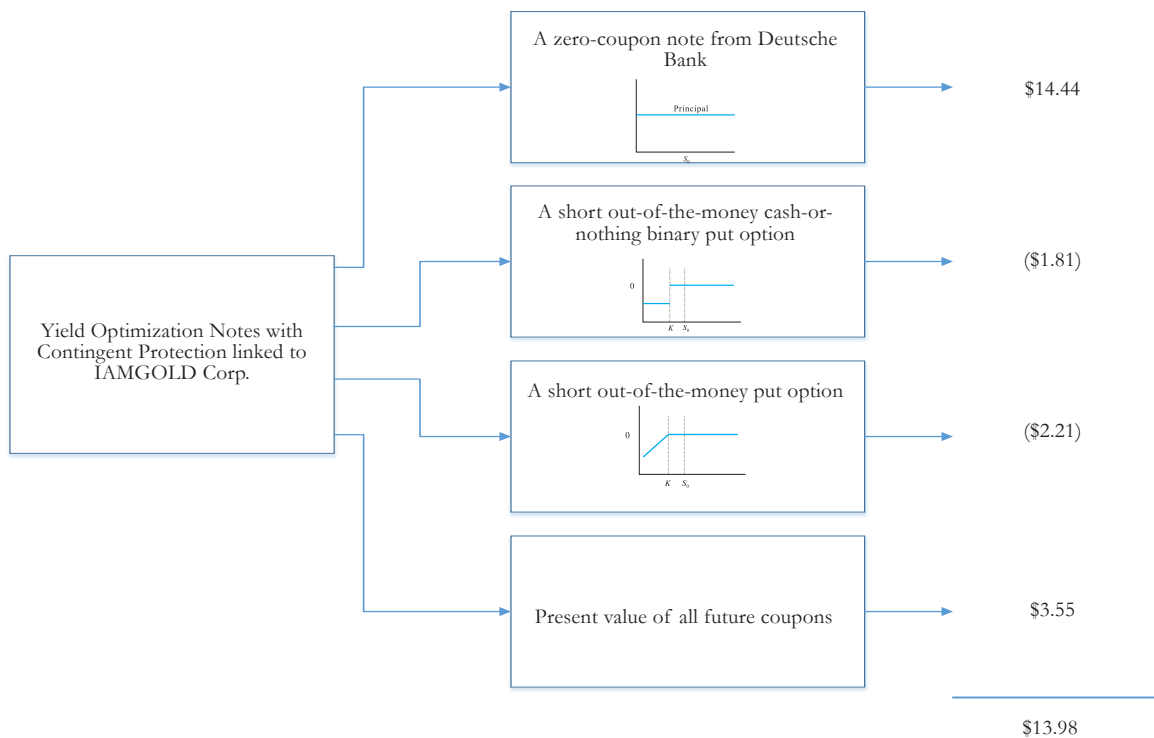 A zero-coupon note from Deutsche
Bank
Principal
S₀
$14.44
A short out-of-the-money cash-or-
nothing binary put option
0
K S₀
($1.81)
Yield Optimization Notes with
Contingent Protection linked to
IAMGOLD Corp.
A short out-of-the-money put option
0
K S₀
($2.21)
Present value of all future coupons
$3.55
$13.98